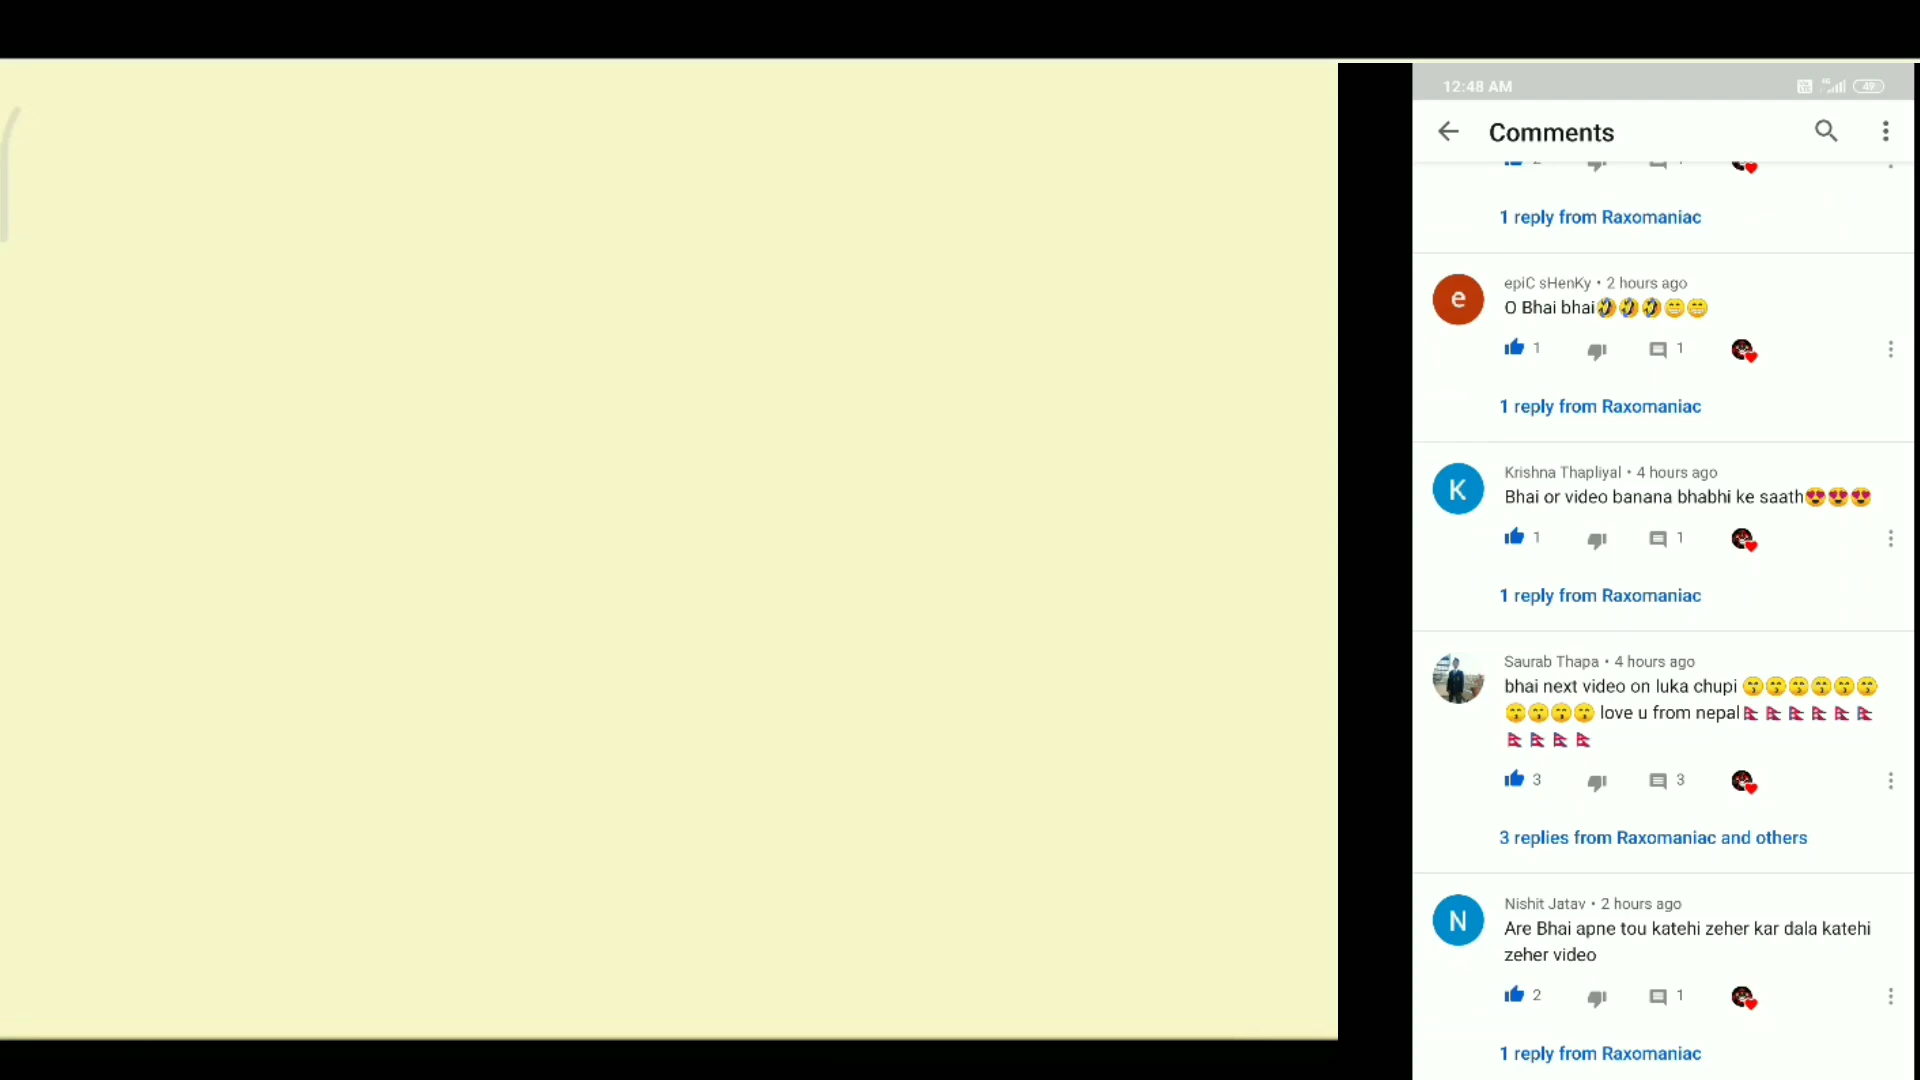 12:48 AM
4G
49
Comments
1 reply from Raxomaniac
e
epiC sHenKy • 2 hours ago
O Bhai bhai🤣🤣🤣😁😁
1
1
1 reply from Raxomaniac
K
Krishna Thapliyal • 4 hours ago
Bhai or video banana bhabhi ke saath😍😍😍
1
1
1 reply from Raxomaniac
Saurab Thapa • 4 hours ago
bhai next video on luka chupi 😙😙😙😙😙😙
😙😙😙😙 love u from nepal🇳🇵🇳🇵🇳🇵🇳🇵🇳🇵🇳🇵
🇳🇵🇳🇵🇳🇵🇳🇵
3
3
3 replies from Raxomaniac and others
N
Nishit Jatav • 2 hours ago
Are Bhai apne tou katehi zeher kar dala katehi
zeher video
2
1
1 reply from Raxomaniac